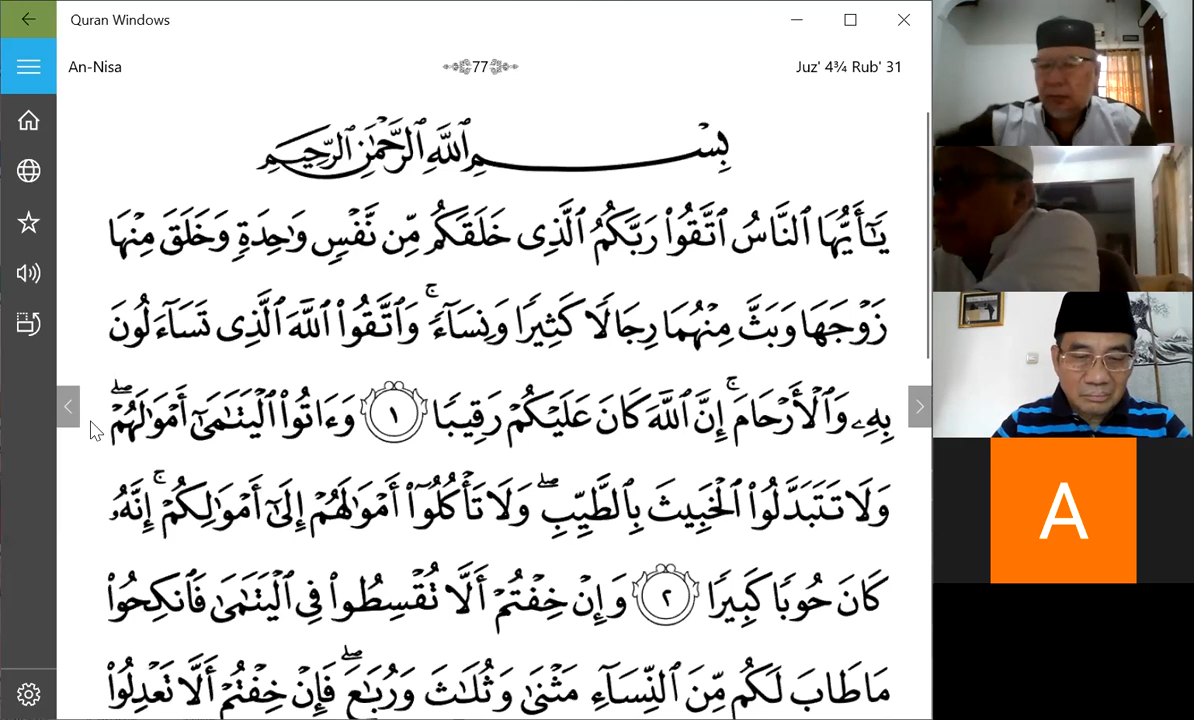 Quran Windows
An-Nisa
77
Juz' 4¾ Rub' 31
بِسْمِ ٱللَّهِ ٱلرَّحْمَٰنِ ٱلرَّحِيمِ
يَٰٓأَيُّهَا ٱلنَّاسُ ٱتَّقُوا۟ رَبَّكُمُ ٱلَّذِى خَلَقَكُم مِّن نَّفْسٍ وَٰحِدَةٍ وَخَلَقَ مِنْهَا
زَوْجَهَا وَبَثَّ مِنْهُمَا رِجَالًا كَثِيرًا وَنِسَآءً ۚ وَٱتَّقُوا۟ ٱللَّهَ ٱلَّذِى تَسَآءَلُونَ
بِهِۦ وَٱلْأَرْحَامَ ۚ إِنَّ ٱللَّهَ كَانَ عَلَيْكُمْ رَقِيبًا ١ وَءَاتُوا۟ ٱلْيَتَٰمَىٰٓ أَمْوَٰلَهُمْ ۖ
وَلَا تَتَبَدَّلُوا۟ ٱلْخَبِيثَ بِٱلطَّيِّبِ ۖ وَلَا تَأْكُلُوٓا۟ أَمْوَٰلَهُمْ إِلَىٰٓ أَمْوَٰلِكُمْ ۚ إِنَّهُۥ
كَانَ حُوبًا كَبِيرًا ٢ وَإِنْ خِفْتُمْ أَلَّا تُقْسِطُوا۟ فِى ٱلْيَتَٰمَىٰ فَٱنكِحُوا۟
مَا طَابَ لَكُم مِّنَ ٱلنِّسَآءِ مَثْنَىٰ وَثُلَٰثَ وَرُبَٰعَ ۖ فَإِنْ خِفْتُمْ أَلَّا تَعْدِلُوا۟
A